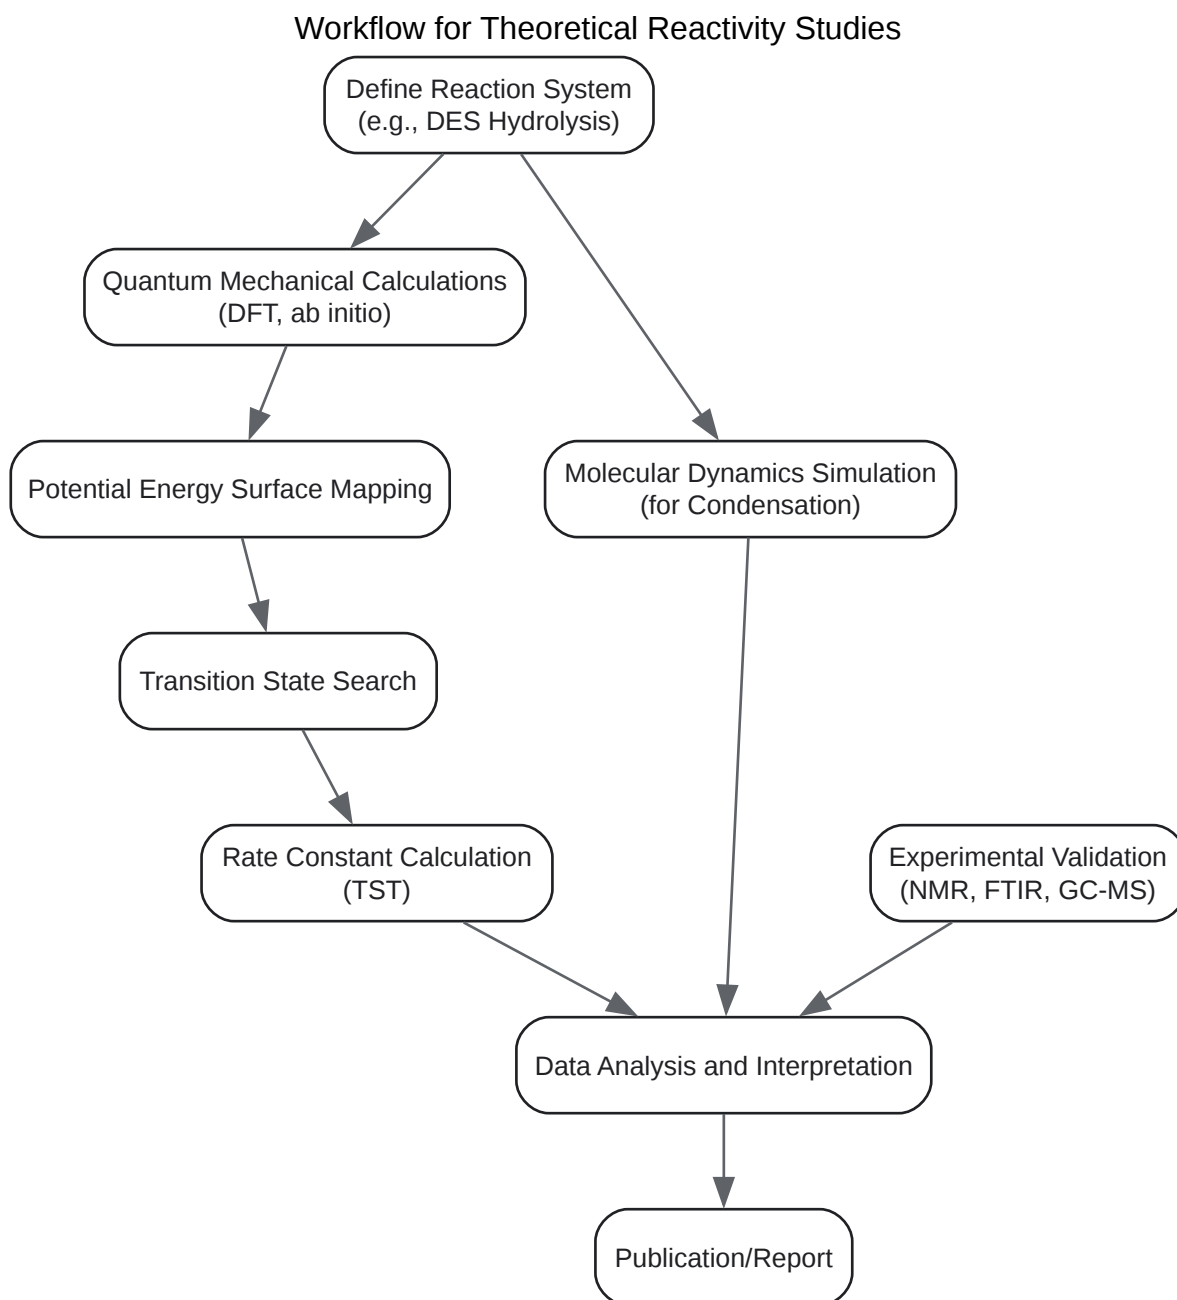 Workflow for Theoretical Reactivity Studies
Define Reaction System
(e.g., DES Hydrolysis)
Quantum Mechanical Calculations
(DFT, ab initio)
Potential Energy Surface Mapping
Molecular Dynamics Simulation
(for Condensation)
Transition State Search
Rate Constant Calculation
(TST)
Experimental Validation
(NMR, FTIR, GC-MS)
Data Analysis and Interpretation
Publication/Report